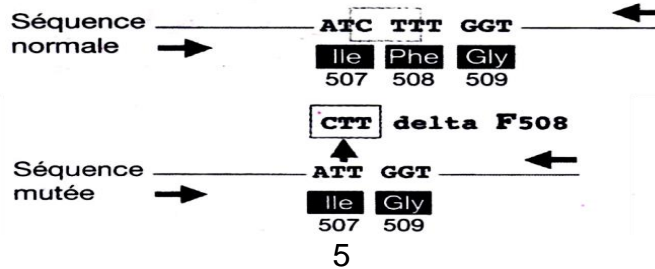 Séquence normale ATC TTT GGT
Ile Phe Gly
507 508 509
CTT delta F508
Séquence mutée ATT GGT
Ile Gly
507 509
5